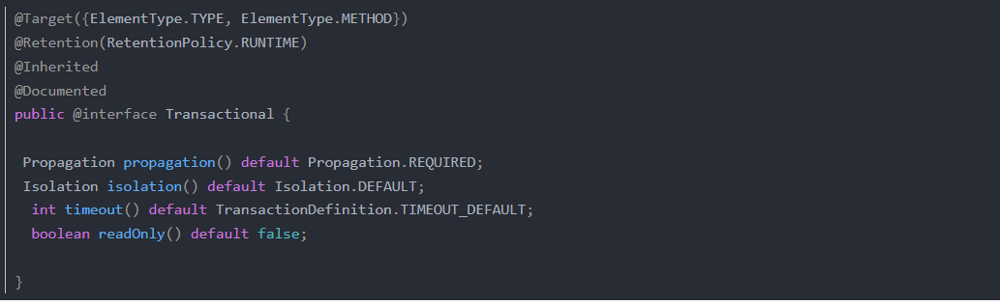 @Target({ElementType.TYPE, ElementType.METHOD})
@Retention(RetentionPolicy.RUNTIME)
@Inherited
@Documented
public @interface Transactional {
Propagation propagation() default Propagation.REQUIRED;
Isolation isolation() default Isolation.DEFAULT;
int timeout() default TransactionDefinition.TIMEOUT_DEFAULT;
boolean readOnly() default false;
}